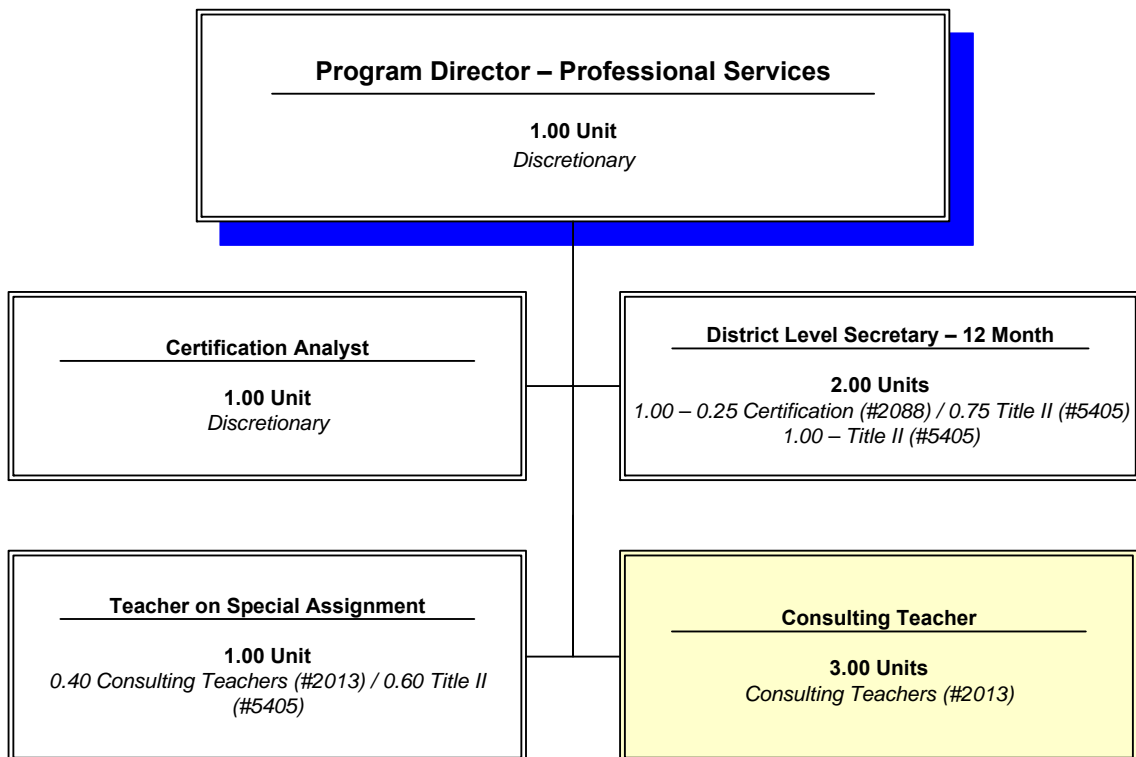 Program Director – Professional Services
1.00 Unit
Discretionary
Certification Analyst
1.00 Unit
Discretionary
District Level Secretary – 12 Month
2.00 Units
1.00 – 0.25 Certification (#2088) / 0.75 Title II (#5405)
1.00 – Title II (#5405)
Teacher on Special Assignment
1.00 Unit
0.40 Consulting Teachers (#2013) / 0.60 Title II
(#5405)
Consulting Teacher
3.00 Units
Consulting Teachers (#2013)